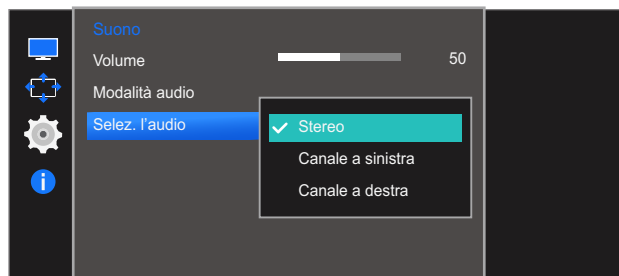 Suono
Volume 50
Modalità audio
Selez. l'audio
Stereo
Canale a sinistra
Canale a destra